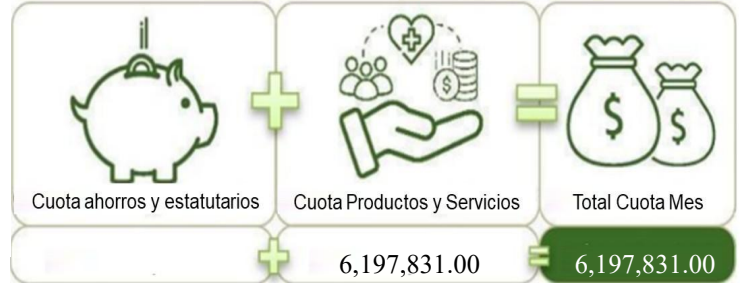 Cuota ahorros y estatutarios Cuota Productos y Servicios Total Cuota Mes
6,197,831.00 6,197,831.00